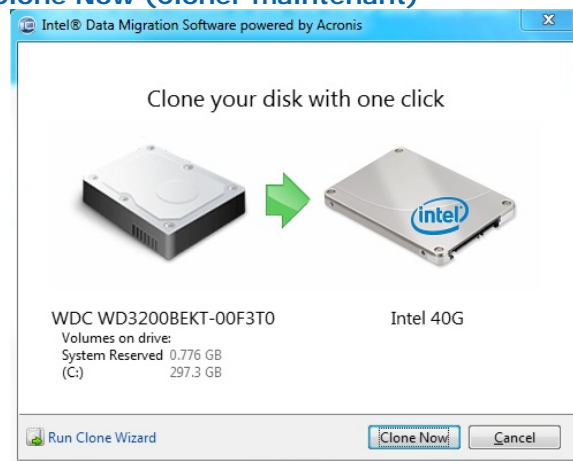 Clone Now (cloner maintenant)
Intel® Data Migration Software powered by Acronis
Clone your disk with one click
intel
WDC WD3200BEKT-00F3T0
Intel 40G
Volumes on drive:
System Reserved 0.776 GB
(C:) 297.3 GB
Run Clone Wizard
Clone Now
Cancel